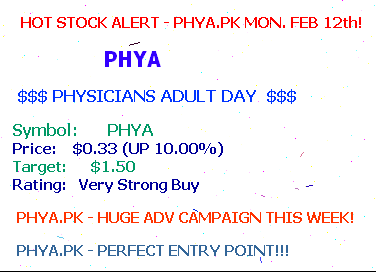 HOT STOCK ALERT - PHYA.PK MON. FEB 12th!
PHYA
$$$ PHYSICIANS ADULT DAY $$$
Symbol: PHYA
Price: $0.33 (UP 10.00%)
Target: $1.50
Rating: Very Strong Buy
PHYA.PK - HUGE ADV CAMPAIGN THIS WEEK!
PHYA.PK - PERFECT ENTRY POINT!!!